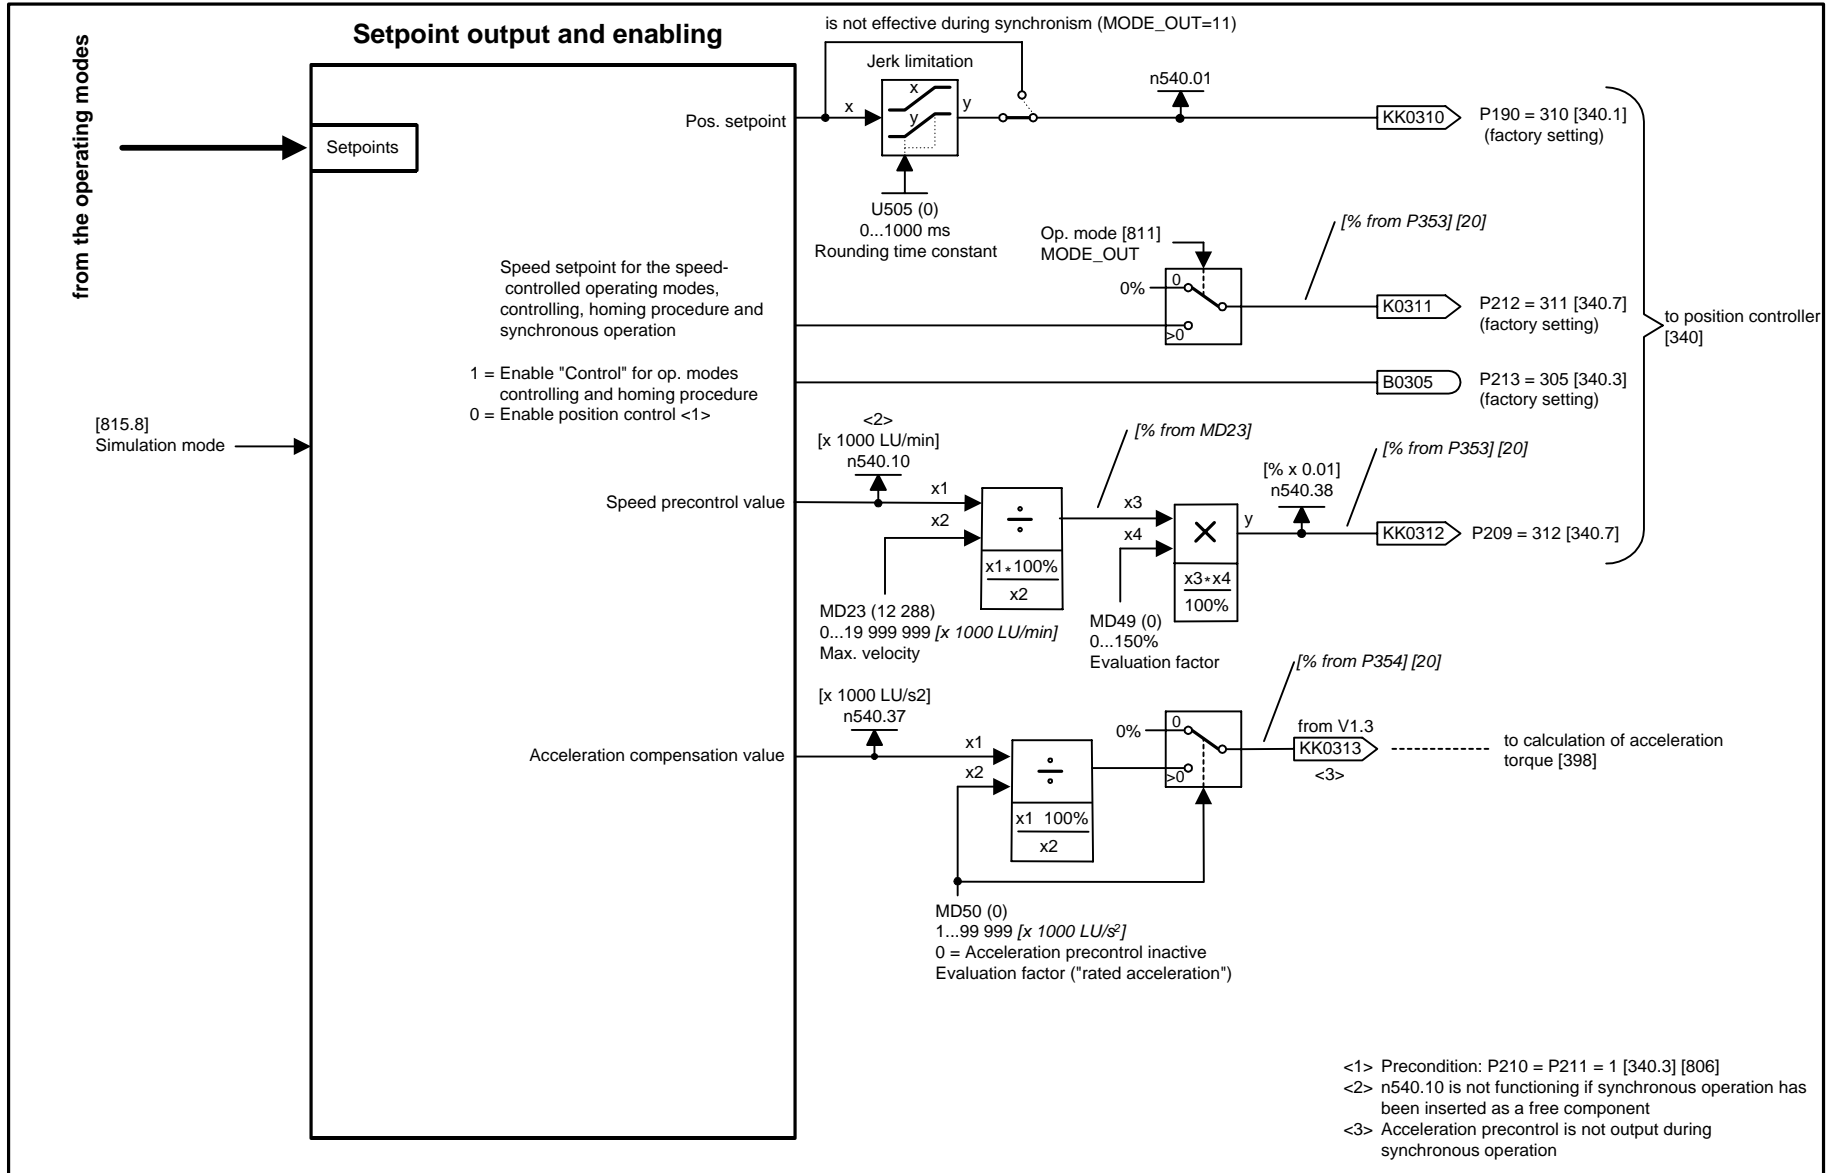 Setpoint output and enabling
from the operating modes
Setpoints
is not effective during synchronism (MODE_OUT=11)
Jerk limitation
x
y
x
y
Pos. setpoint
n540.01
KK0310
P190 = 310 [340.1]
(factory setting)
U505 (0)
0...1000 ms
Rounding time constant
Op. mode [811]
MODE_OUT
[% from P353] [20]
0%
0
>0
K0311
P212 = 311 [340.7]
(factory setting)
to position controller
[340]
Speed setpoint for the speed-
controlled operating modes,
controlling, homing procedure and
synchronous operation
1 = Enable "Control" for op. modes
controlling and homing procedure
0 = Enable position control <1>
B0305
P213 = 305 [340.3]
(factory setting)
[815.8]
Simulation mode
<2>
[x 1000 LU/min]
n540.10
[% from MD23]
[% x 0.01]
n540.38
[% from P353] [20]
Speed precontrol value
x1
x2
÷
x1*100%
x2
x3
x4
×
x3*x4
100%
y
KK0312
P209 = 312 [340.7]
MD23 (12 288)
0...19 999 999 [x 1000 LU/min]
Max. velocity
MD49 (0)
0...150%
Evaluation factor
[x 1000 LU/s2]
n540.37
[% from P354] [20]
Acceleration compensation value
x1
x2
÷
x1 100%
x2
0%
0
>0
from V1.3
KK0313
<3>
to calculation of acceleration
torque [398]
MD50 (0)
1...99 999 [x 1000 LU/s²]
0 = Acceleration precontrol inactive
Evaluation factor ("rated acceleration")
<1> Precondition: P210 = P211 = 1 [340.3] [806]
<2> n540.10 is not functioning if synchronous operation has
been inserted as a free component
<3> Acceleration precontrol is not output during
synchronous operation